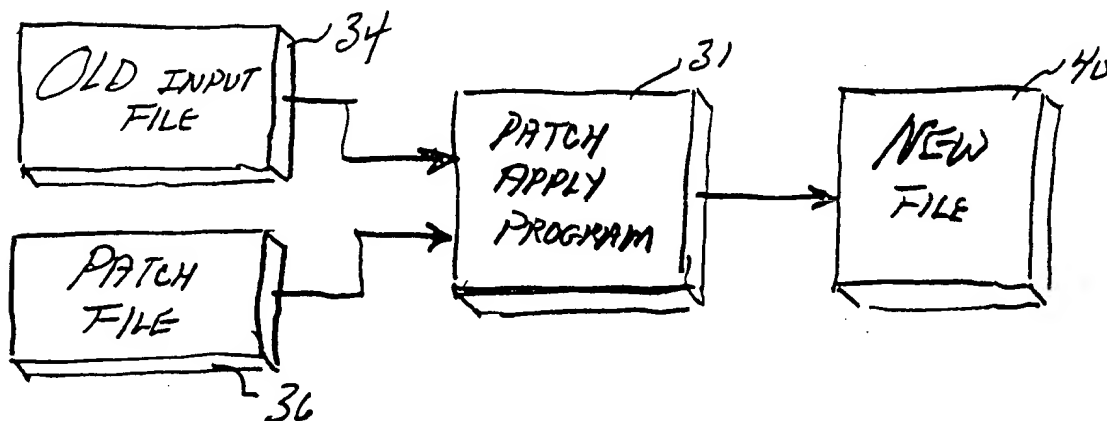 OLD INPUT
FILE
34
PATCH
FILE
36
PATCH
APPLY
PROGRAM
31
NEW
FILE
40